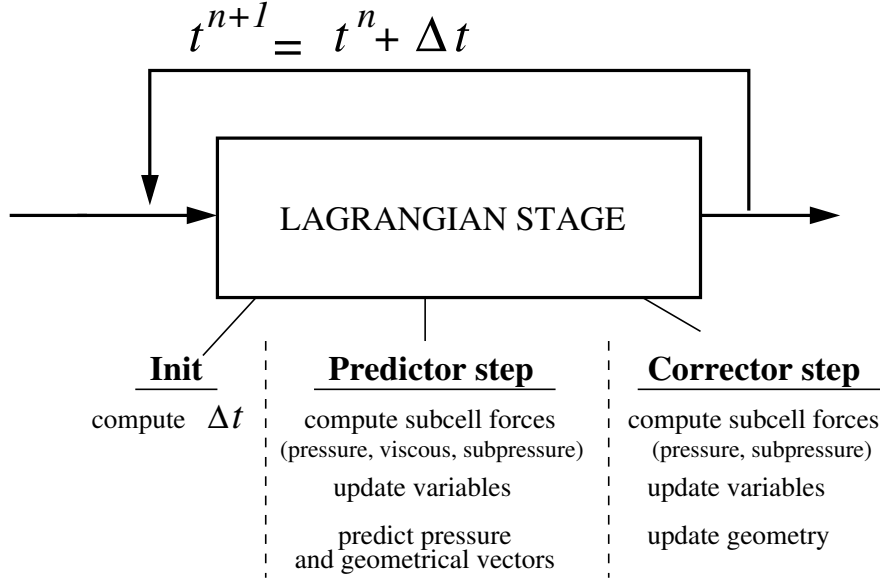 t^{n+1} = t^n + Δt
LAGRANGIAN STAGE
Init
compute Δt
Predictor step
compute subcell forces
(pressure, viscous, subpressure)
update variables
predict pressure
and geometrical vectors
Corrector step
compute subcell forces
(pressure, subpressure)
update variables
update geometry